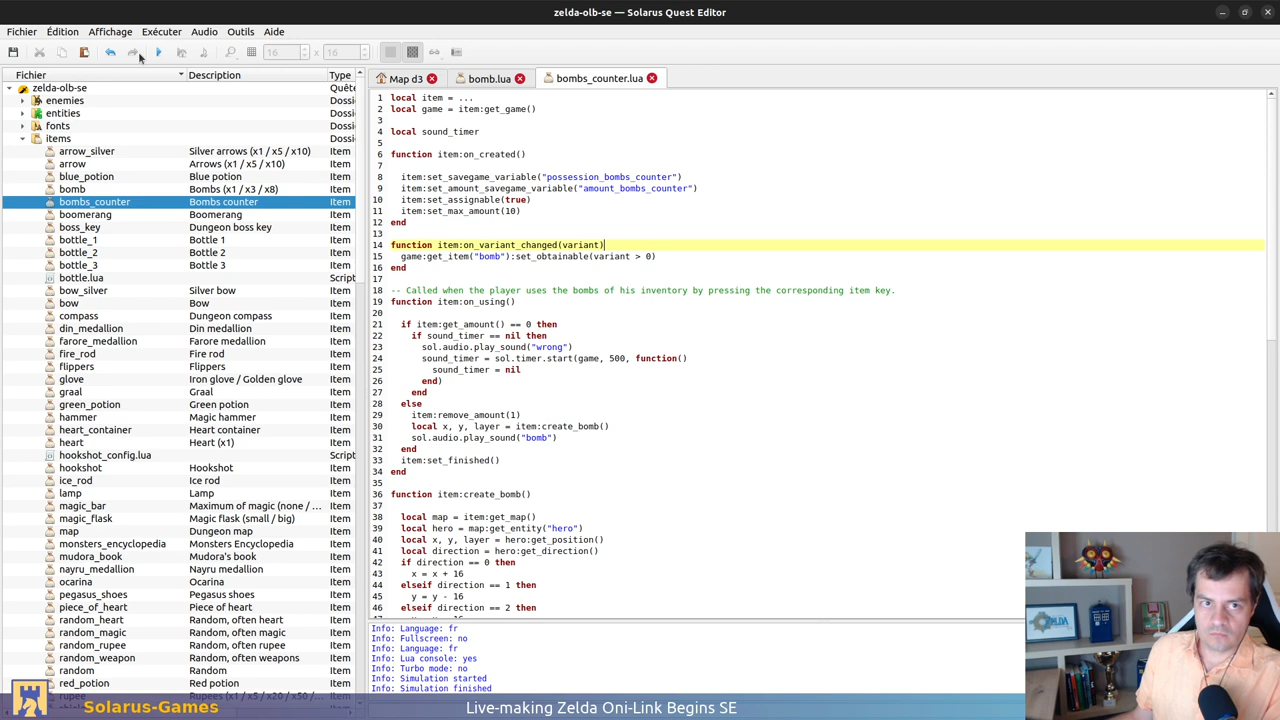 zelda-olb-se — Solarus Quest Editor
Fichier Édition Affichage Exécuter Audio Outils Aide
16 x 16
Fichier Description Type
zelda-olb-se Quête
enemies Dossi
entities Dossi
fonts Dossi
items Dossi
arrow_silver Silver arrows (x1 / x5 / x10) Item
arrow Arrows (x1 / x5 / x10) Item
blue_potion Blue potion Item
bomb Bombs (x1 / x3 / x8) Item
bombs_counter Bombs counter Item
boomerang Boomerang Item
boss_key Dungeon boss key Item
bottle_1 Bottle 1 Item
bottle_2 Bottle 2 Item
bottle_3 Bottle 3 Item
bottle.lua Script
bow_silver Silver bow Item
bow Bow Item
compass Dungeon compass Item
din_medallion Din medallion Item
farore_medallion Farore medallion Item
fire_rod Fire rod Item
flippers Flippers Item
glove Iron glove / Golden glove Item
graal Graal Item
green_potion Green potion Item
hammer Magic hammer Item
heart_container Heart container Item
heart Heart (x1) Item
hookshot_config.lua Script
hookshot Hookshot Item
ice_rod Ice rod Item
lamp Lamp Item
magic_bar Maximum of magic (none / ... Item
magic_flask Magic flask (small / big) Item
map Dungeon map Item
monsters_encyclopedia Monsters Encyclopedia Item
mudora_book Mudora's book Item
nayru_medallion Nayru medallion Item
ocarina Ocarina Item
pegasus_shoes Pegasus shoes Item
piece_of_heart Piece of heart Item
random_heart Random, often heart Item
random_magic Random, often magic Item
random_rupee Random, often rupee Item
random_weapon Random, often weapons Item
random Random Item
red_potion Red potion Item
rupee Rupees (x1 / x5 / x20 / x50 / ... Item
Map d3 bomb.lua bombs_counter.lua
1 local item = ...
2 local game = item:get_game()
3
4 local sound_timer
5
6 function item:on_created()
7
8 item:set_savegame_variable("possession_bombs_counter")
9 item:set_amount_savegame_variable("amount_bombs_counter")
10 item:set_assignable(true)
11 item:set_max_amount(10)
12 end
13
14 function item:on_variant_changed(variant)
15 game:get_item("bomb"):set_obtainable(variant > 0)
16 end
17
18 -- Called when the player uses the bombs of his inventory by pressing the corresponding item key.
19 function item:on_using()
20
21 if item:get_amount() == 0 then
22 if sound_timer == nil then
23 sol.audio.play_sound("wrong")
24 sound_timer = sol.timer.start(game, 500, function()
25 sound_timer = nil
26 end)
27 end
28 else
29 item:remove_amount(1)
30 local x, y, layer = item:create_bomb()
31 sol.audio.play_sound("bomb")
32 end
33 item:set_finished()
34 end
35
36 function item:create_bomb()
37
38 local map = item:get_map()
39 local hero = map:get_entity("hero")
40 local x, y, layer = hero:get_position()
41 local direction = hero:get_direction()
42 if direction == 0 then
43 x = x + 16
44 elseif direction == 1 then
45 y = y - 16
46 elseif direction == 2 then
Info: Language: fr
Info: Fullscreen: no
Info: Language: fr
Info: Lua console: yes
Info: Turbo mode: no
Info: Simulation started
Info: Simulation finished
Solarus-Games
Live-making Zelda Oni-Link Begins SE